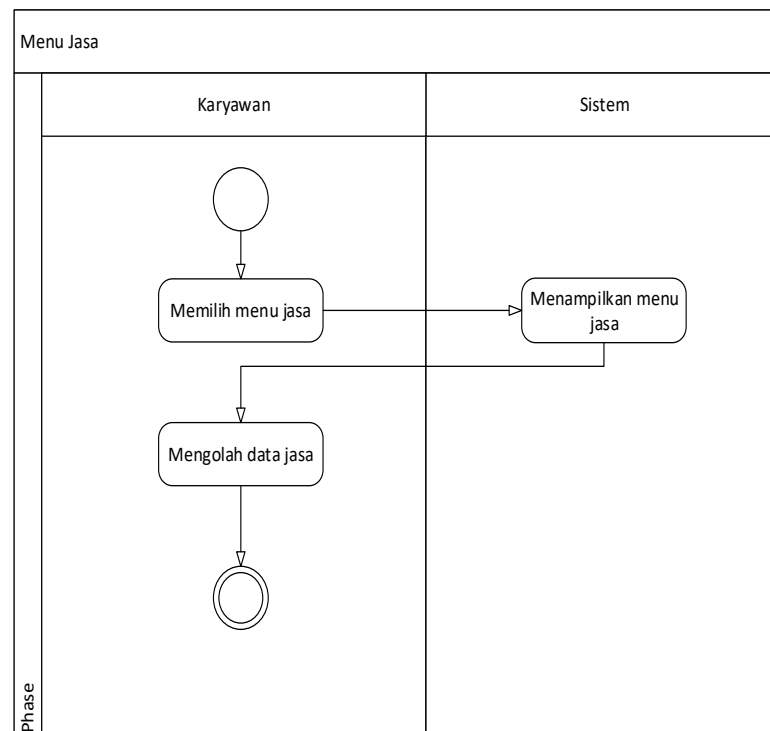 Menu Jasa
Karyawan
Sistem
Memilih menu jasa
Menampilkan menu
jasa
Mengolah data jasa
Phase